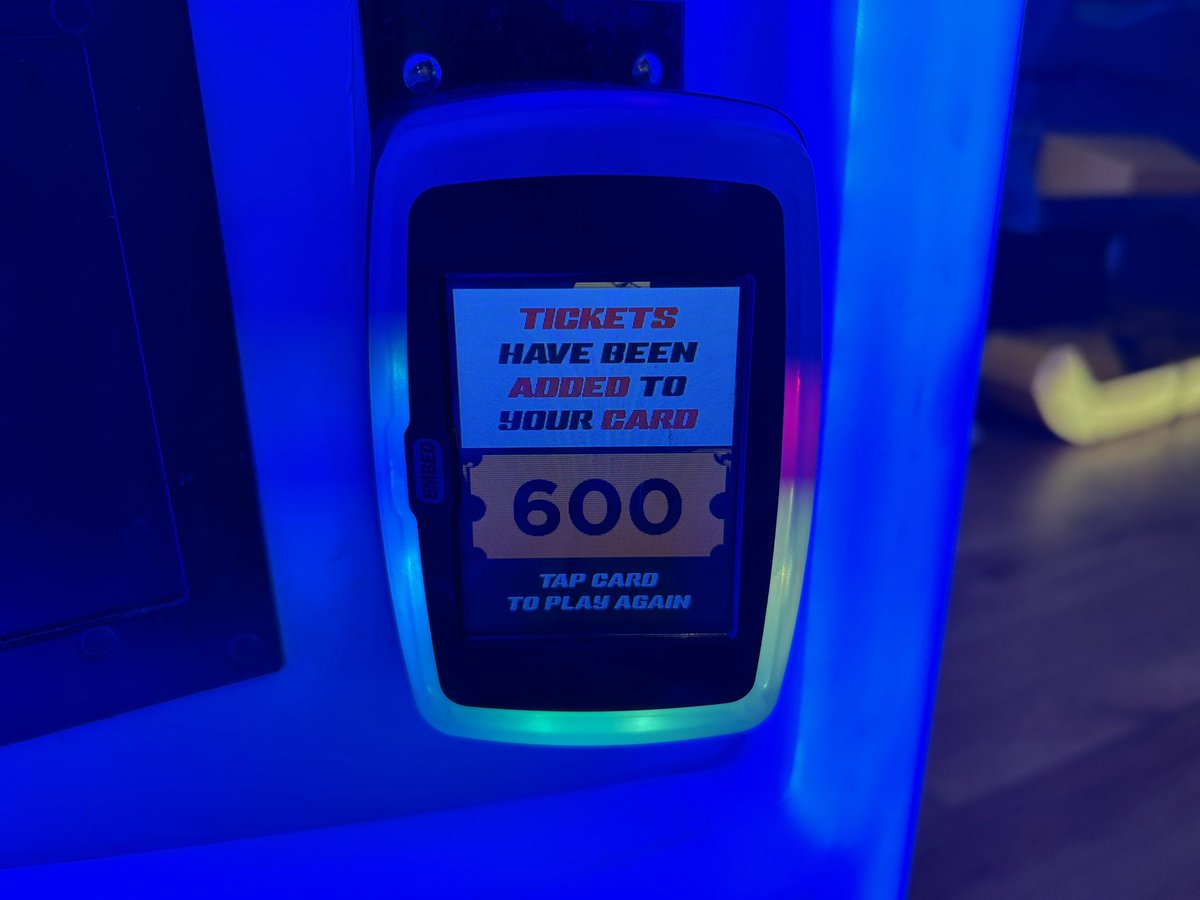 TICKETS
HAVE BEEN
ADDED TO
YOUR CARD
EMBED
600
TAP CARD
TO PLAY AGAIN